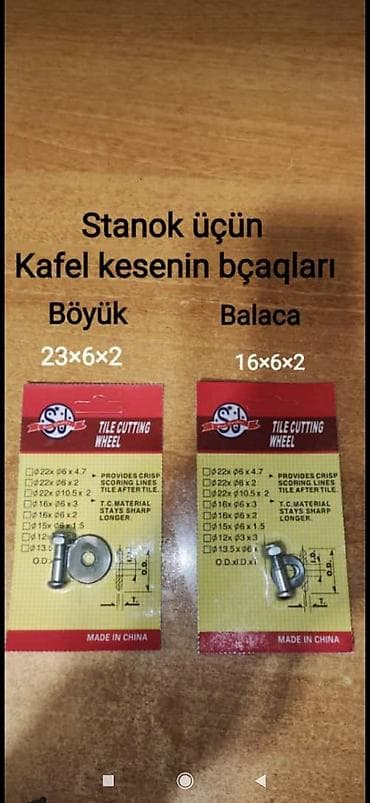 Stanok üçün
Kafel kesenin bçaqları
Böyük
Balaca
23×6×2
16×6×2
TILE CUTTING
WHEEL
Ø22x Ø6 x 4.7
Ø22x Ø6 x 2
Ø22x Ø10.5 x 2
Ø16x Ø6 x 3
Ø16x Ø6 x 2
Ø15x Ø6 x 1.5
Ø12x
Ø13.5
O.D.x
PROVIDES CRISP
SCORING LINES
TILE AFTER TILE.
T.C. MATERIAL
STAYS SHARP
LONGER.
O.D.
T.
MADE IN CHINA
TILE CUTTING
WHEEL
Ø22x Ø6 x 4.7
Ø22x Ø6 x 2
Ø22x Ø10.5 x 2
Ø16x Ø6 x 3
Ø16x Ø6 x 2
Ø15x Ø6 x 1.5
Ø12x Ø3 x 3
Ø13.5x Ø6 x
O.D.xI.D.x
PROVIDES CRISP
SCORING LINES
TILE AFTER TILE.
T.C. MATERIAL
STAYS SHARP
LONGER.
O.D.
T.
MADE IN CHINA